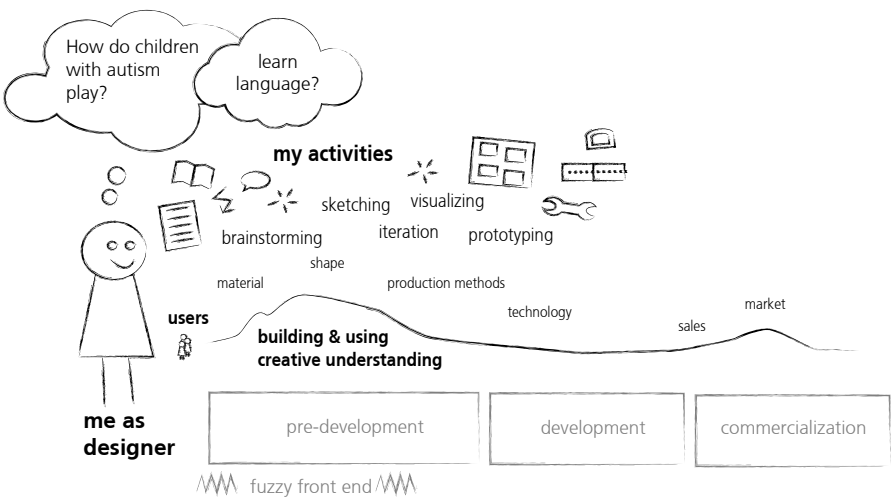 How do children
with autism
play?
learn
language?
my activities
sketching
visualizing
brainstorming
iteration
prototyping
shape
material
production methods
technology
market
sales
users
building & using
creative understanding
me as
designer
pre-development
development
commercialization
fuzzy front end